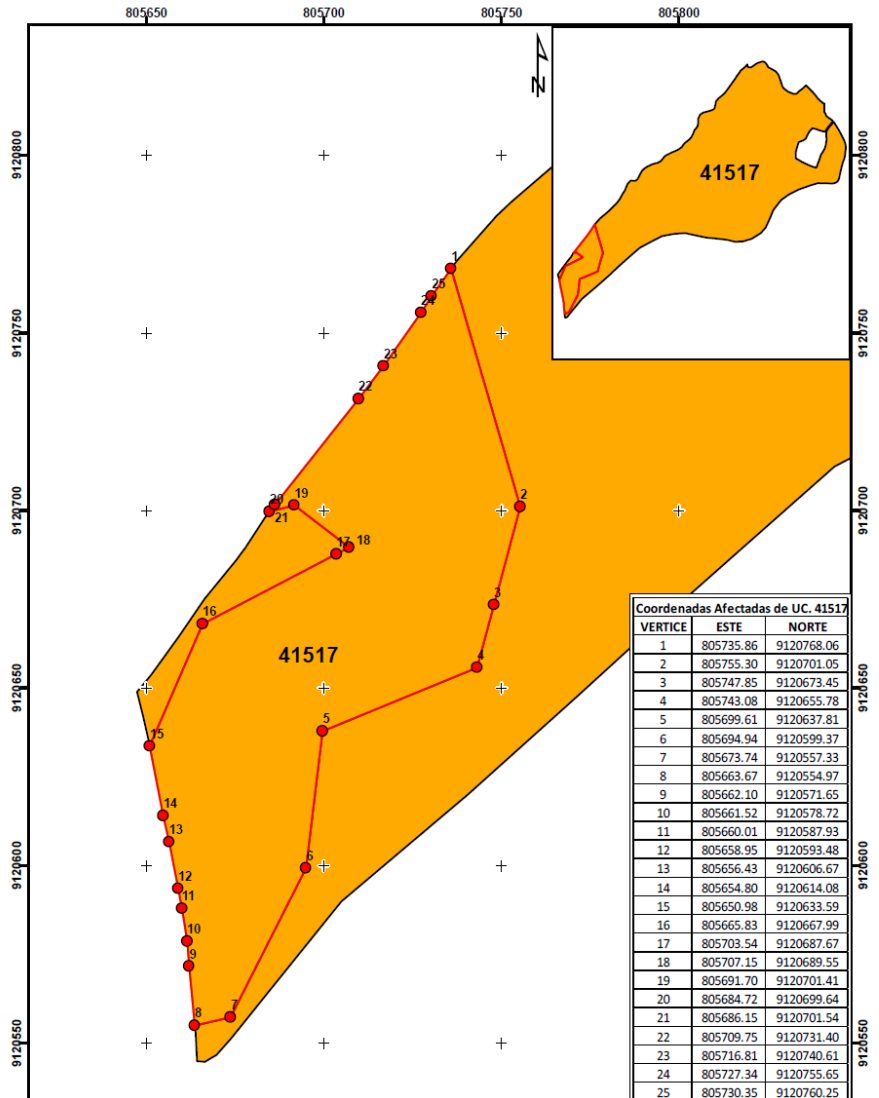 805650 805700 805750 805800
N
41517
9120800 9120800
1
25
24
9120750 9120750
23
22
2
20 19
21
9120700 9120700
17 18
3
16
41517
4
9120650 9120650
5
15
14
13
6
12
11
9120600 9120600
10
9
7
8
9120550 9120550
Coordenadas Afectadas de UC. 41517
VERTICE ESTE NORTE
1 805735.86 9120768.06
2 805755.30 9120701.05
3 805747.85 9120673.45
4 805743.08 9120655.78
5 805699.61 9120637.81
6 805694.94 9120599.37
7 805673.74 9120557.33
8 805663.67 9120554.97
9 805662.10 9120571.65
10 805661.52 9120578.72
11 805660.01 9120587.93
12 805658.95 9120593.48
13 805656.43 9120606.67
14 805654.80 9120614.08
15 805650.98 9120633.59
16 805665.83 9120667.99
17 805703.54 9120687.67
18 805707.15 9120689.55
19 805691.70 9120701.41
20 805684.72 9120699.64
21 805686.15 9120701.54
22 805709.75 9120731.40
23 805716.81 9120740.61
24 805727.34 9120755.65
25 805730.35 9120760.25